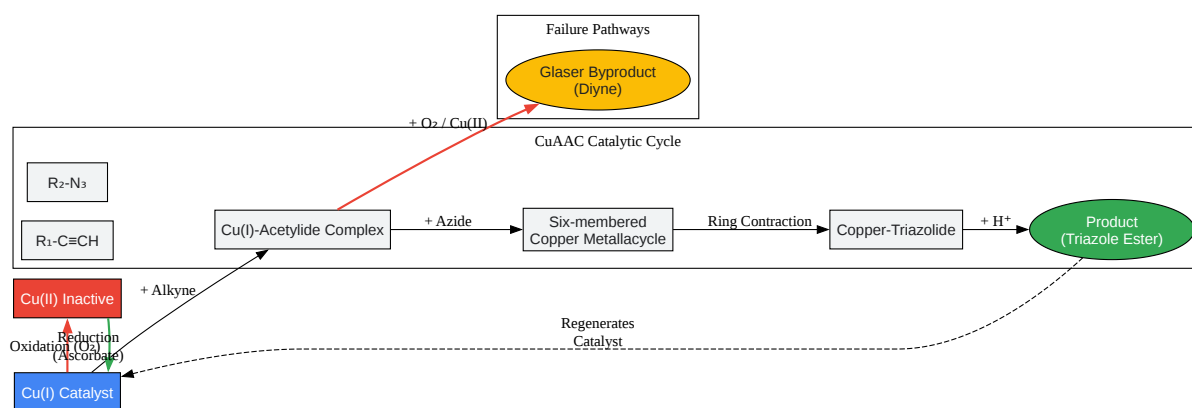 Failure Pathways
Glaser Byproduct
(Diyne)
+ O₂ / Cu(II)
CuAAC Catalytic Cycle
R₂-N₃
R₁-C≡CH
Cu(I)-Acetylide Complex
+ Azide
Six-membered
Copper Metallacycle
Ring Contraction
Copper-Triazolide
+ H⁺
Product
(Triazole Ester)
Cu(II) Inactive
+ Alkyne
Oxidation (O₂)
Reduction
(Ascorbate)
Regenerates
Catalyst
Cu(I) Catalyst